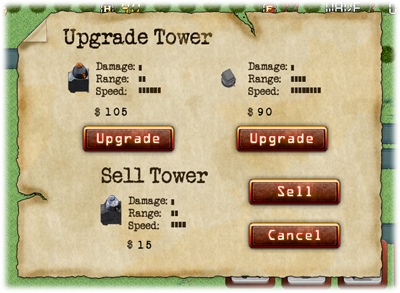 Upgrade Tower
Damage:
Range:
Speed:
$ 105
Upgrade
Damage:
Range:
Speed:
$ 90
Upgrade
Sell Tower
Damage:
Range:
Speed:
$ 15
Sell
Cancel